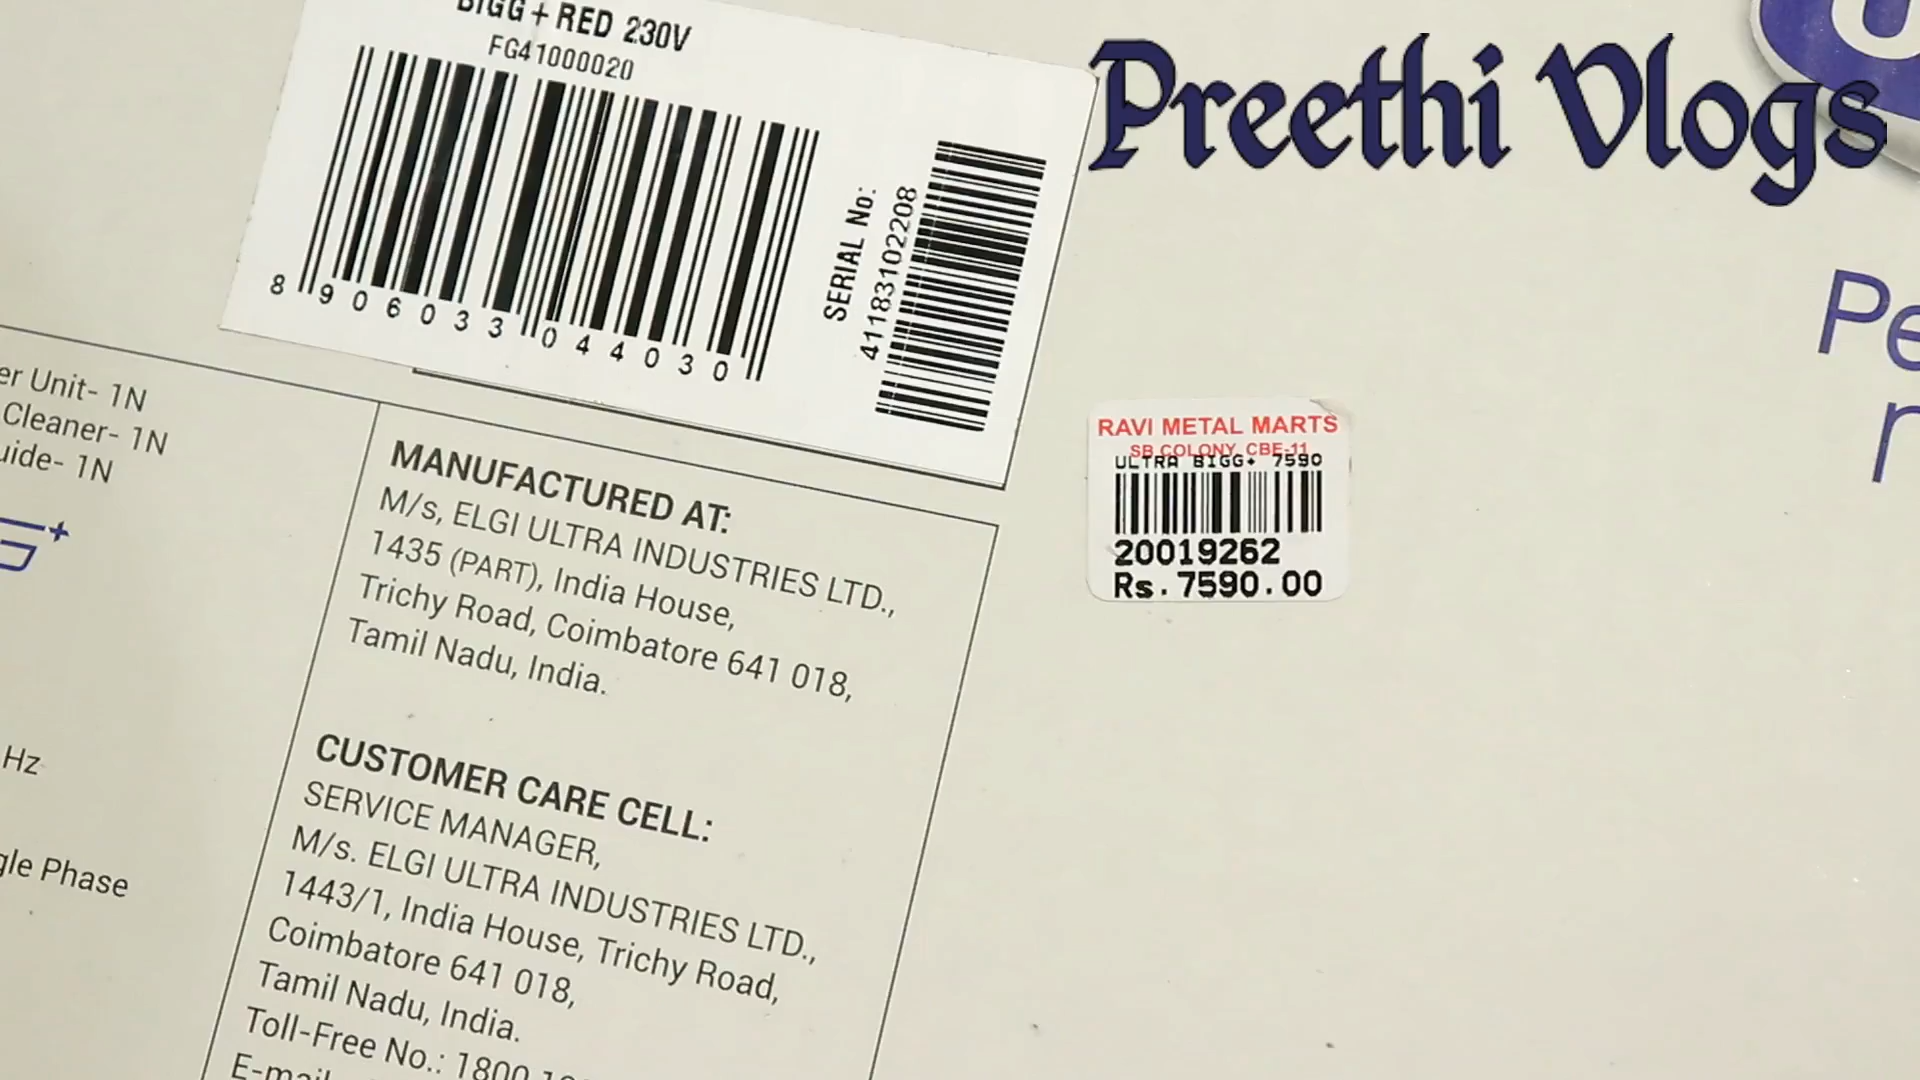 BIGG + RED 230V
FG41000020
8 906033 044030
SERIAL No.:
41183102208
Preethi Vlogs
er Unit- 1N
Cleaner- 1N
uide- 1N
Hz
gle Phase
MANUFACTURED AT:
M/s, ELGI ULTRA INDUSTRIES LTD.,
1435 (PART), India House,
Trichy Road, Coimbatore 641 018,
Tamil Nadu, India.
CUSTOMER CARE CELL:
SERVICE MANAGER,
M/s. ELGI ULTRA INDUSTRIES LTD.,
1443/1, India House, Trichy Road,
Coimbatore 641 018,
Tamil Nadu, India.
Toll-Free No.: 1800
E-mail
RAVI METAL MARTS
SB COLONY, CBE-11
ULTRA BIGG+ 7590
20019262
Rs.7590.00
Pe